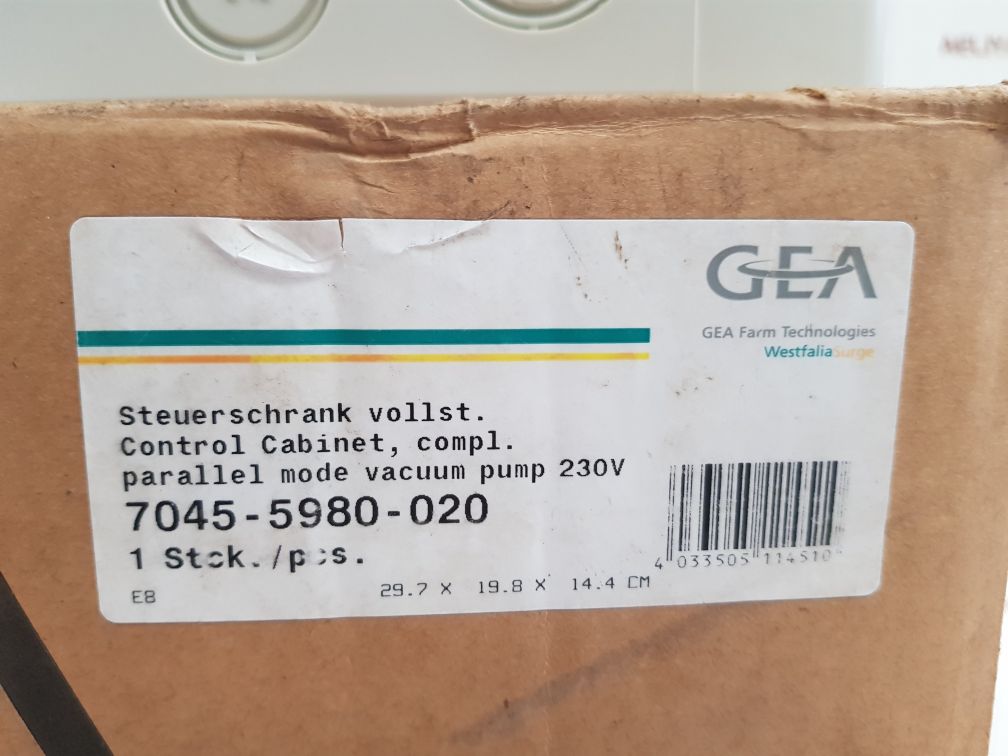 GEA
GEA Farm Technologies
WestfaliaSurge
Steuerschrank vollst.
Control Cabinet, compl.
parallel mode vacuum pump 230V
7045-5980-020
1 Stck./pcs.
4 033505 114510
E8 29.7 X 19.8 X 14.4 CM